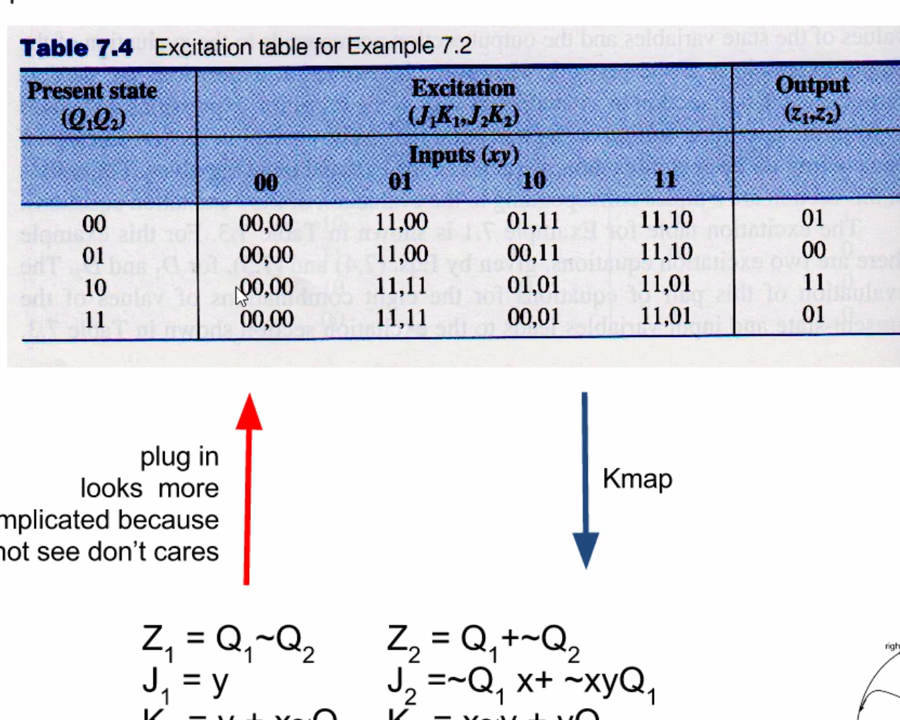 Table 7.4 Excitation table for Example 7.2
Present state (Q₁Q₂) Excitation (J₁K₁,J₂K₂) Output (z₁,z₂)
Inputs (xy)
00 01 10 11
00 00,00 11,00 01,11 11,10 01
01 00,00 11,00 00,11 11,10 00
10 00,00 11,11 01,01 11,01 11
11 00,00 11,11 00,01 11,01 01
plug in
looks more
mplicated because
not see don't cares
Kmap
Z₁ = Q₁~Q₂ Z₂ = Q₁+~Q₂
J₁ = y J₂ =~Q₁ x+ ~xyQ₁